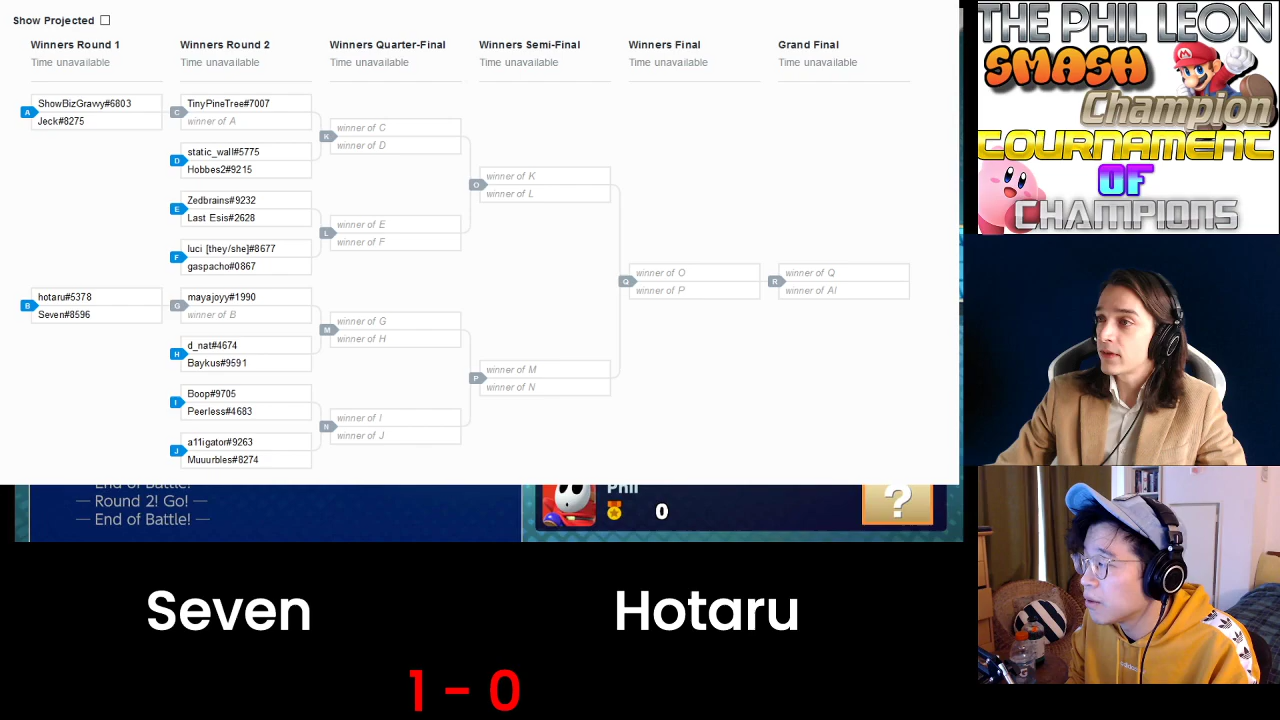 Show Projected
Winners Round 1
Time unavailable
Winners Round 2
Time unavailable
Winners Quarter-Final
Time unavailable
Winners Semi-Final
Time unavailable
Winners Final
Time unavailable
Grand Final
Time unavailable
A
ShowBizGravvy#6803
Jeck#8275
B
hotaru#5378
Seven#8596
C
TinyPineTree#7007
winner of A
D
static_wall#5775
Hobbes2#9215
E
Zedbrains#9232
Last Esis#2628
F
luci [they/she]#8677
gaspacho#0867
G
mayajoyy#1990
winner of B
H
d_nat#4674
Baykus#9591
I
Boop#9705
Peerless#4683
J
a11igator#9263
Muuurbles#8274
K
winner of C
winner of D
L
winner of E
winner of F
M
winner of G
winner of H
N
winner of I
winner of J
O
winner of K
winner of L
P
winner of M
winner of N
Q
winner of O
winner of P
R
winner of Q
winner of AI
THE PHIL LEON
SMASH
Champion
TOURNAMENT
OF
CHAMPIONS
End of Battle!
— Round 2! Go! —
— End of Battle! —
Phil
0
?
Seven
Hotaru
1 - 0
adidas